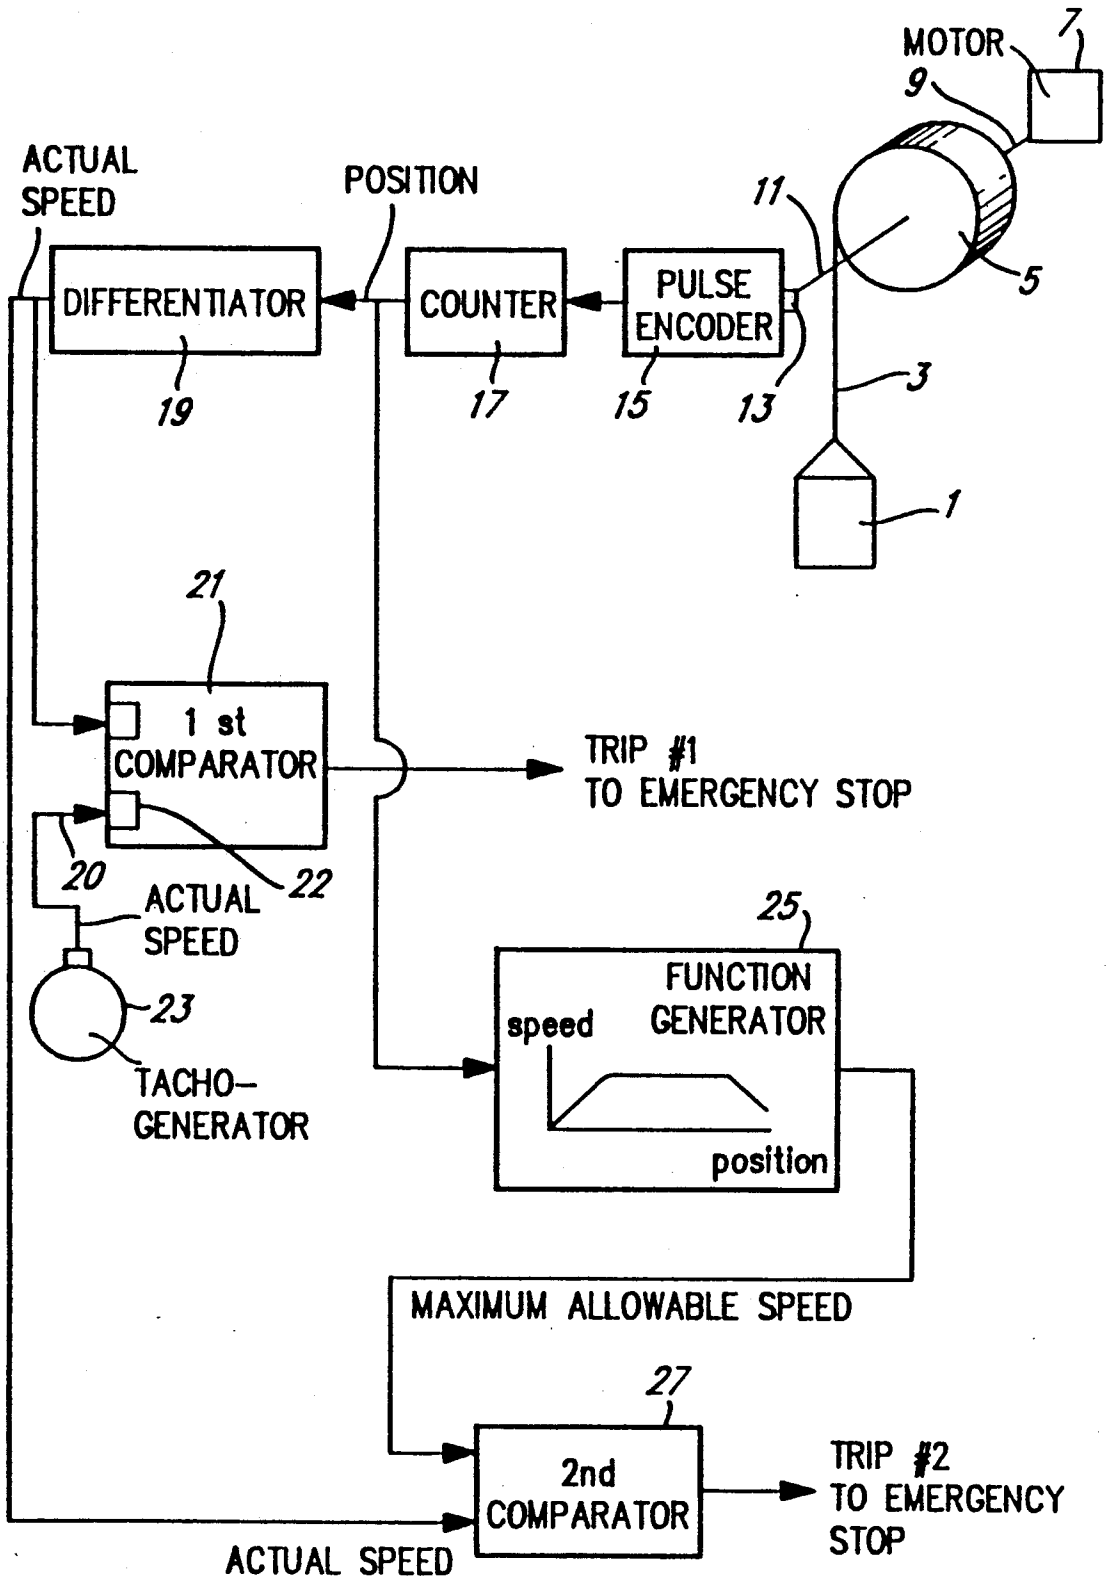 7
MOTOR
9
ACTUAL
SPEED
POSITION
11
5
DIFFERENTIATOR
COUNTER
PULSE
ENCODER
19
17
15
13
3
1
21
1 st
COMPARATOR
TRIP #1
TO EMERGENCY STOP
20
22
ACTUAL
SPEED
23
TACHO-
GENERATOR
25
FUNCTION
GENERATOR
speed
position
MAXIMUM ALLOWABLE SPEED
27
2nd
COMPARATOR
TRIP #2
TO EMERGENCY
STOP
ACTUAL SPEED